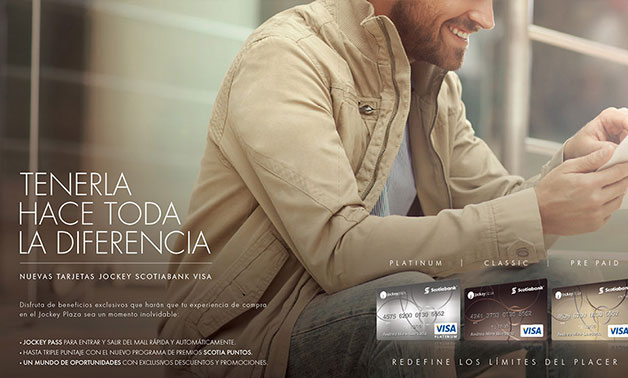 TENERLA
HACE TODA
LA DIFERENCIA
NUEVAS TARJETAS JOCKEY SCOTIABANK VISA
Disfruta de beneficios exclusivos que harán que tu experiencia de compra
en el Jockey Plaza sea un momento inolvidable:
• JOCKEY PASS PARA ENTRAR Y SALIR DEL MALL RÁPIDA Y AUTOMÁTICAMENTE.
• HASTA TRIPLE PUNTAJE CON EL NUEVO PROGRAMA DE PREMIOS SCOTIA PUNTOS.
• UN MUNDO DE OPORTUNIDADES CON EXCLUSIVOS DESCUENTOS Y PROMOCIONES.
PLATINUM | CLASSIC | PRE PAID
Scotiabank Scotiabank
VISA VISA VISA
PLATINUM
REDEFINE LOS LÍMITES DEL PLACER